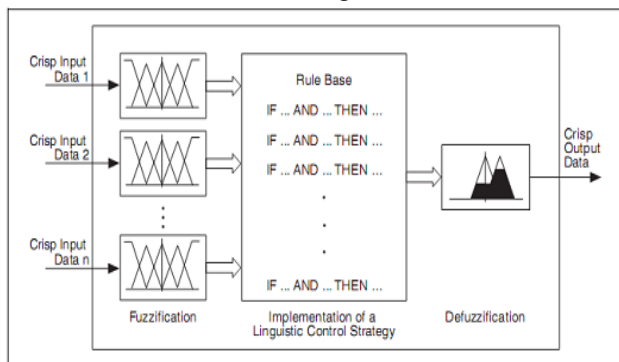 Crisp Input
Data 1
Crisp Input
Data 2
Crisp Input
Data n
Fuzzification
Rule Base
IF ... AND ... THEN ...
IF ... AND ... THEN ...
IF ... AND ... THEN ...
IF ... AND ... THEN ...
Implementation of a
Linguistic Control Strategy
Defuzzification
Crisp
Output
Data